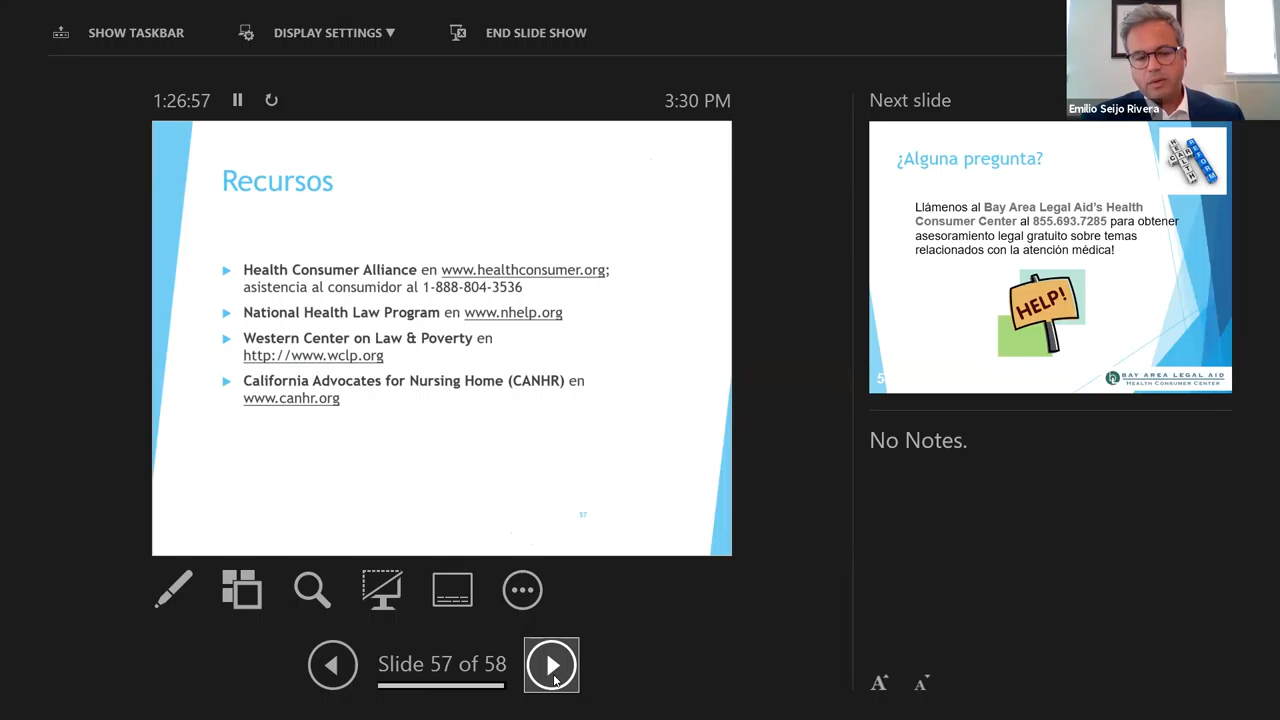 SHOW TASKBAR
DISPLAY SETTINGS ▼
END SLIDE SHOW
Emilio Seijo Rivera
1:26:57
3:30 PM
Recursos
Health Consumer Alliance en www.healthconsumer.org;
asistencia al consumidor al 1-888-804-3536
National Health Law Program en www.nhelp.org
Western Center on Law & Poverty en
http://www.wclp.org
California Advocates for Nursing Home (CANHR) en
www.canhr.org
57
Slide 57 of 58
Next slide
¿Alguna pregunta?
HEALTH
CARE
REFORM
Llámenos al Bay Area Legal Aid’s Health
Consumer Center al 855.693.7285 para obtener
asesoramiento legal gratuito sobre temas
relacionados con la atención médica!
HELP!
5
BAY AREA LEGAL AID
HEALTH CONSUMER CENTER
No Notes.
A A